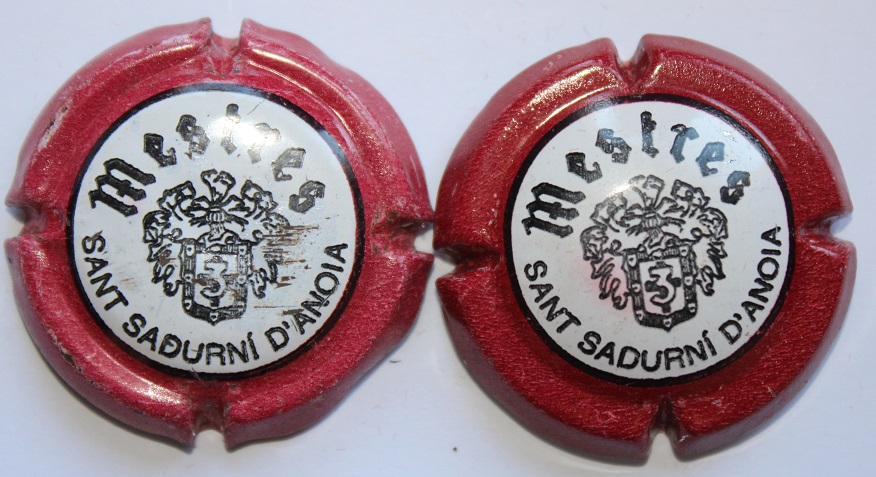 Mestres
SANT SADURNÍ D'ANOIA
Mestres
SANT SADURNÍ D'ANOIA